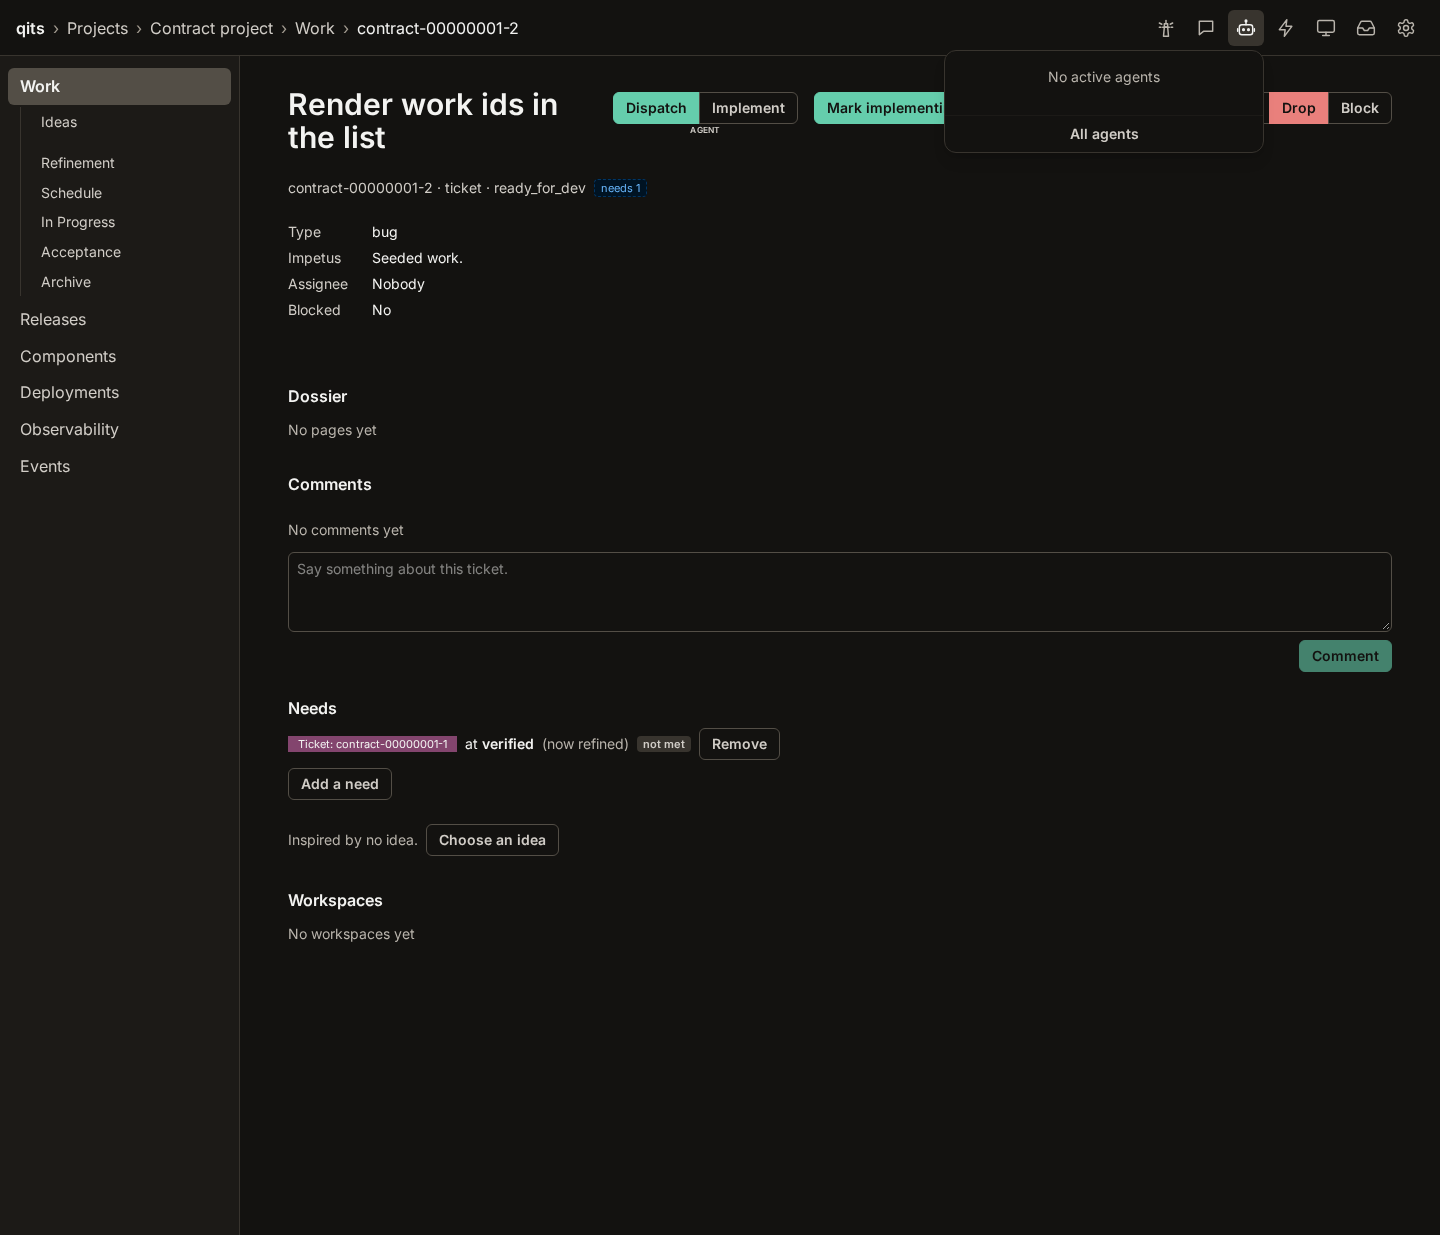 qits › Projects › Contract project › Work › contract-00000001-2
No active agents
All agents
Work
Ideas
Refinement
Schedule
In Progress
Acceptance
Archive
Releases
Components
Deployments
Observability
Events
Render work ids in
the list
Dispatch Implement
AGENT
Mark implementi
Drop Block
contract-00000001-2 · ticket · ready_for_dev needs 1
Type bug
Impetus Seeded work.
Assignee Nobody
Blocked No
Dossier
No pages yet
Comments
No comments yet
Say something about this ticket.
Comment
Needs
Ticket: contract-00000001-1 at verified (now refined) not met Remove
Add a need
Inspired by no idea. Choose an idea
Workspaces
No workspaces yet